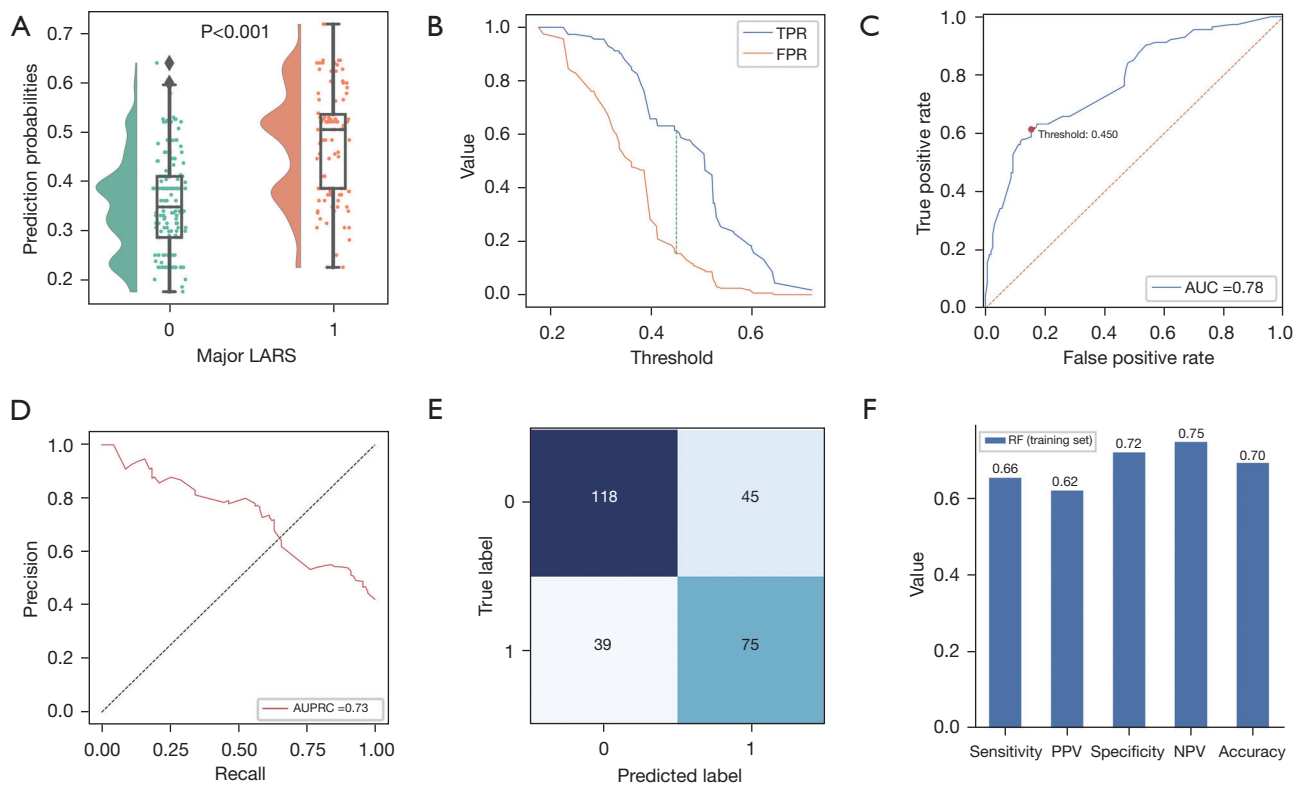 A
P<0.001
Prediction probabilities
0.7
0.6
0.5
0.4
0.3
0.2
0
1
Major LARS
B
TPR
FPR
Value
1.0
0.8
0.6
0.4
0.2
0.0
0.2
0.4
0.6
Threshold
C
True positive rate
1.0
0.8
0.6
0.4
0.2
0.0
Threshold: 0.450
AUC =0.78
0.0
0.2
0.4
0.6
0.8
1.0
False positive rate
D
Precision
1.0
0.8
0.6
0.4
0.2
0.0
AUPRC =0.73
0.00
0.25
0.50
0.75
1.00
Recall
E
True label
0
1
118
45
39
75
0
1
Predicted label
F
RF (training set)
Value
0.6
0.4
0.2
0.0
0.66
0.62
0.72
0.75
0.70
Sensitivity
PPV
Specificity
NPV
Accuracy